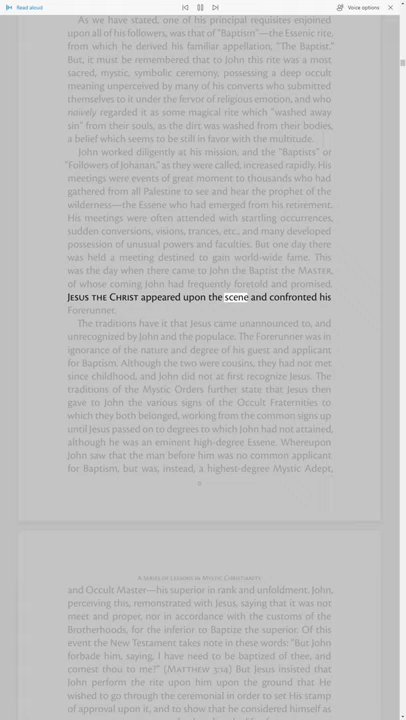 Read aloud
Voice options
As we have stated, one of his principal requisites enjoined
upon all of his followers, was that of "Baptism"—the Essenic rite,
from which he derived his familiar appellation, "The Baptist."
But, it must be remembered that to John this rite was a most
sacred, mystic, symbolic ceremony, possessing a deep occult
meaning unperceived by many of his converts who submitted
themselves to it under the fervor of religious emotion, and who
naively regarded it as some magical rite which "washed away
sin" from their souls, as the dirt was washed from their bodies,
a belief which seems to be still in favor with the multitude.
John worked diligently at his mission, and the "Baptists" or
"Followers of Johanan," as they were called, increased rapidly. His
meetings were events of great moment to thousands who had
gathered from all Palestine to see and hear the prophet of the
wilderness—the Essene who had emerged from his retirement.
His meetings were often attended with startling occurrences,
sudden conversions, visions, trances, etc., and many developed
possession of unusual powers and faculties. But one day there
was held a meeting destined to gain world-wide fame. This
was the day when there came to John the Baptist the MASTER,
of whose coming John had frequently foretold and promised.
JESUS THE CHRIST appeared upon the scene and confronted his
Forerunner.
The traditions have it that Jesus came unannounced to, and
unrecognized by John and the populace. The Forerunner was in
ignorance of the nature and degree of his guest and applicant
for Baptism. Although the two were cousins, they had not met
since childhood, and John did not at first recognize Jesus. The
traditions of the Mystic Orders further state that Jesus then
gave to John the various signs of the Occult Fraternities to
which they both belonged, working from the common signs up
until Jesus passed on to degrees to which John had not attained,
although he was an eminent high-degree Essene. Whereupon
John saw that the man before him was no common applicant
for Baptism, but was, instead, a highest-degree Mystic Adept,
A SERIES OF LESSONS IN MYSTIC CHRISTIANITY
and Occult Master—his superior in rank and unfoldment. John,
perceiving this, remonstrated with Jesus, saying that it was not
meet and proper, nor in accordance with the customs of the
Brotherhoods, for the inferior to Baptize the superior. Of this
event the New Testament takes note in these words: "But John
forbade him, saying, I have need to be baptized of thee, and
comest thou to me?" (MATTHEW 3:14) But Jesus insisted that
John perform the rite upon him upon the ground that He
wished to go through the ceremonial in order to set His stamp
of approval upon it, and to show that he considered himself as